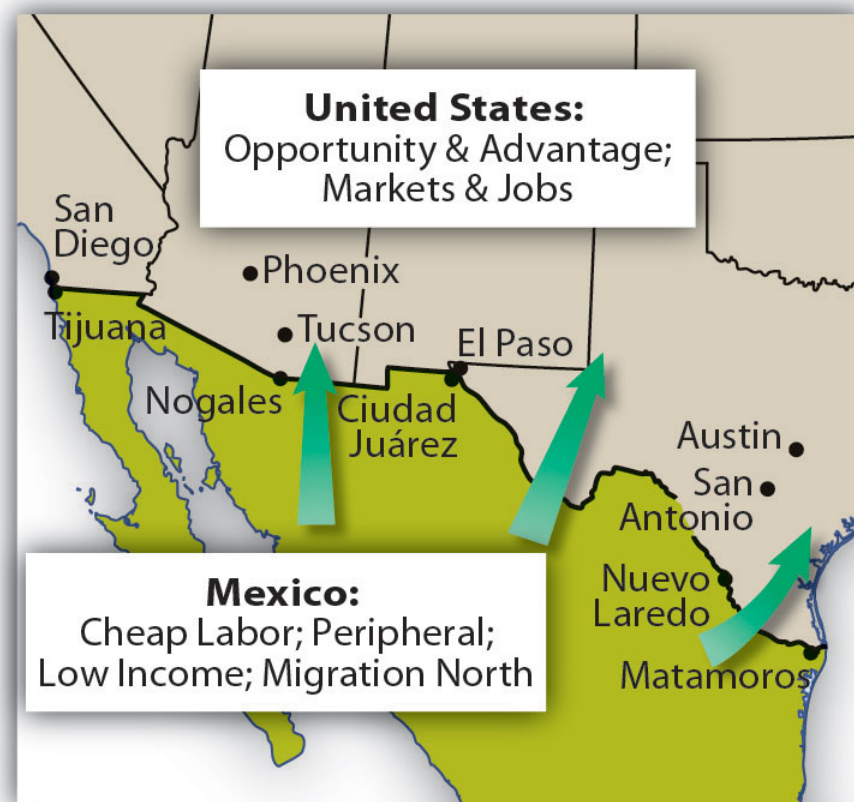 United States:
Opportunity & Advantage;
Markets & Jobs
San
Diego
Phoenix
Tijuana
Tucson
El Paso
Nogales
Ciudad
Juárez
Austin
San
Antonio
Mexico:
Cheap Labor; Peripheral;
Low Income; Migration North
Nuevo
Laredo
Matamoros